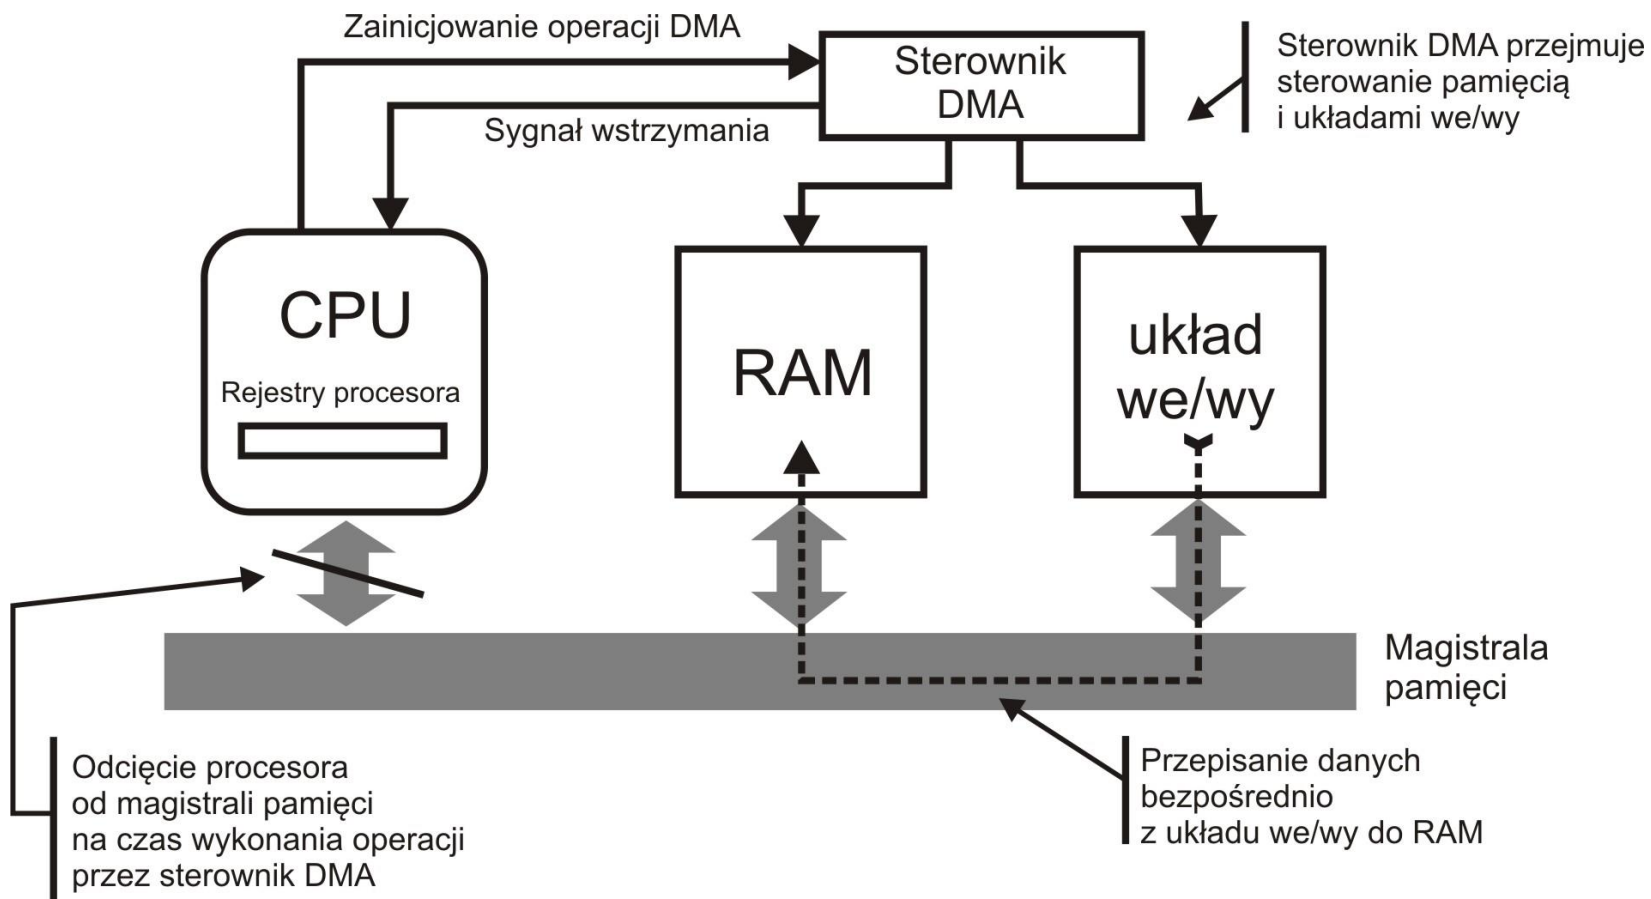 Zainicjowanie operacji DMA
Sygnał wstrzymania
Sterownik
DMA
Sterownik DMA przejmuje
sterowanie pamięcią
i układami we/wy
CPU
Rejestry procesora
RAM
układ
we/wy
Magistrala
pamięci
Odcięcie procesora
od magistrali pamięci
na czas wykonania operacji
przez sterownik DMA
Przepisanie danych
bezpośrednio
z układu we/wy do RAM